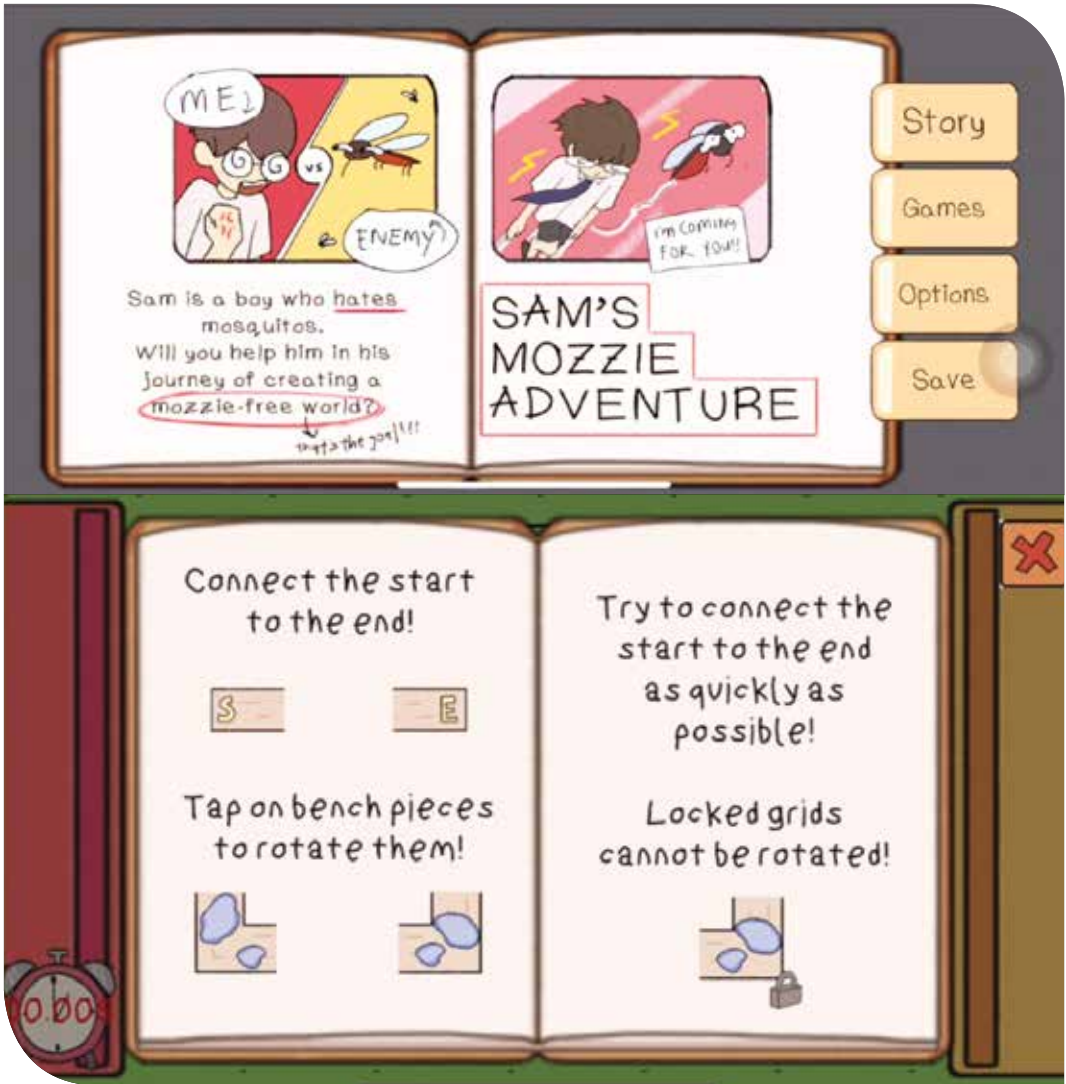 ME
VS
ENEMY
Sam is a boy who hates
mosquitos.
Will you help him in his
journey of creating a
mozzie-free world?
that's the goal!!!
I'M COMING
FOR YOU!!
SAM'S
MOZZIE
ADVENTURE
Story
Games
Options
Save
Connect the start
to the end!
S E
Tap on bench pieces
to rotate them!
Try to connect the
start to the end
as quickly as
possible!
Locked grids
cannot be rotated!